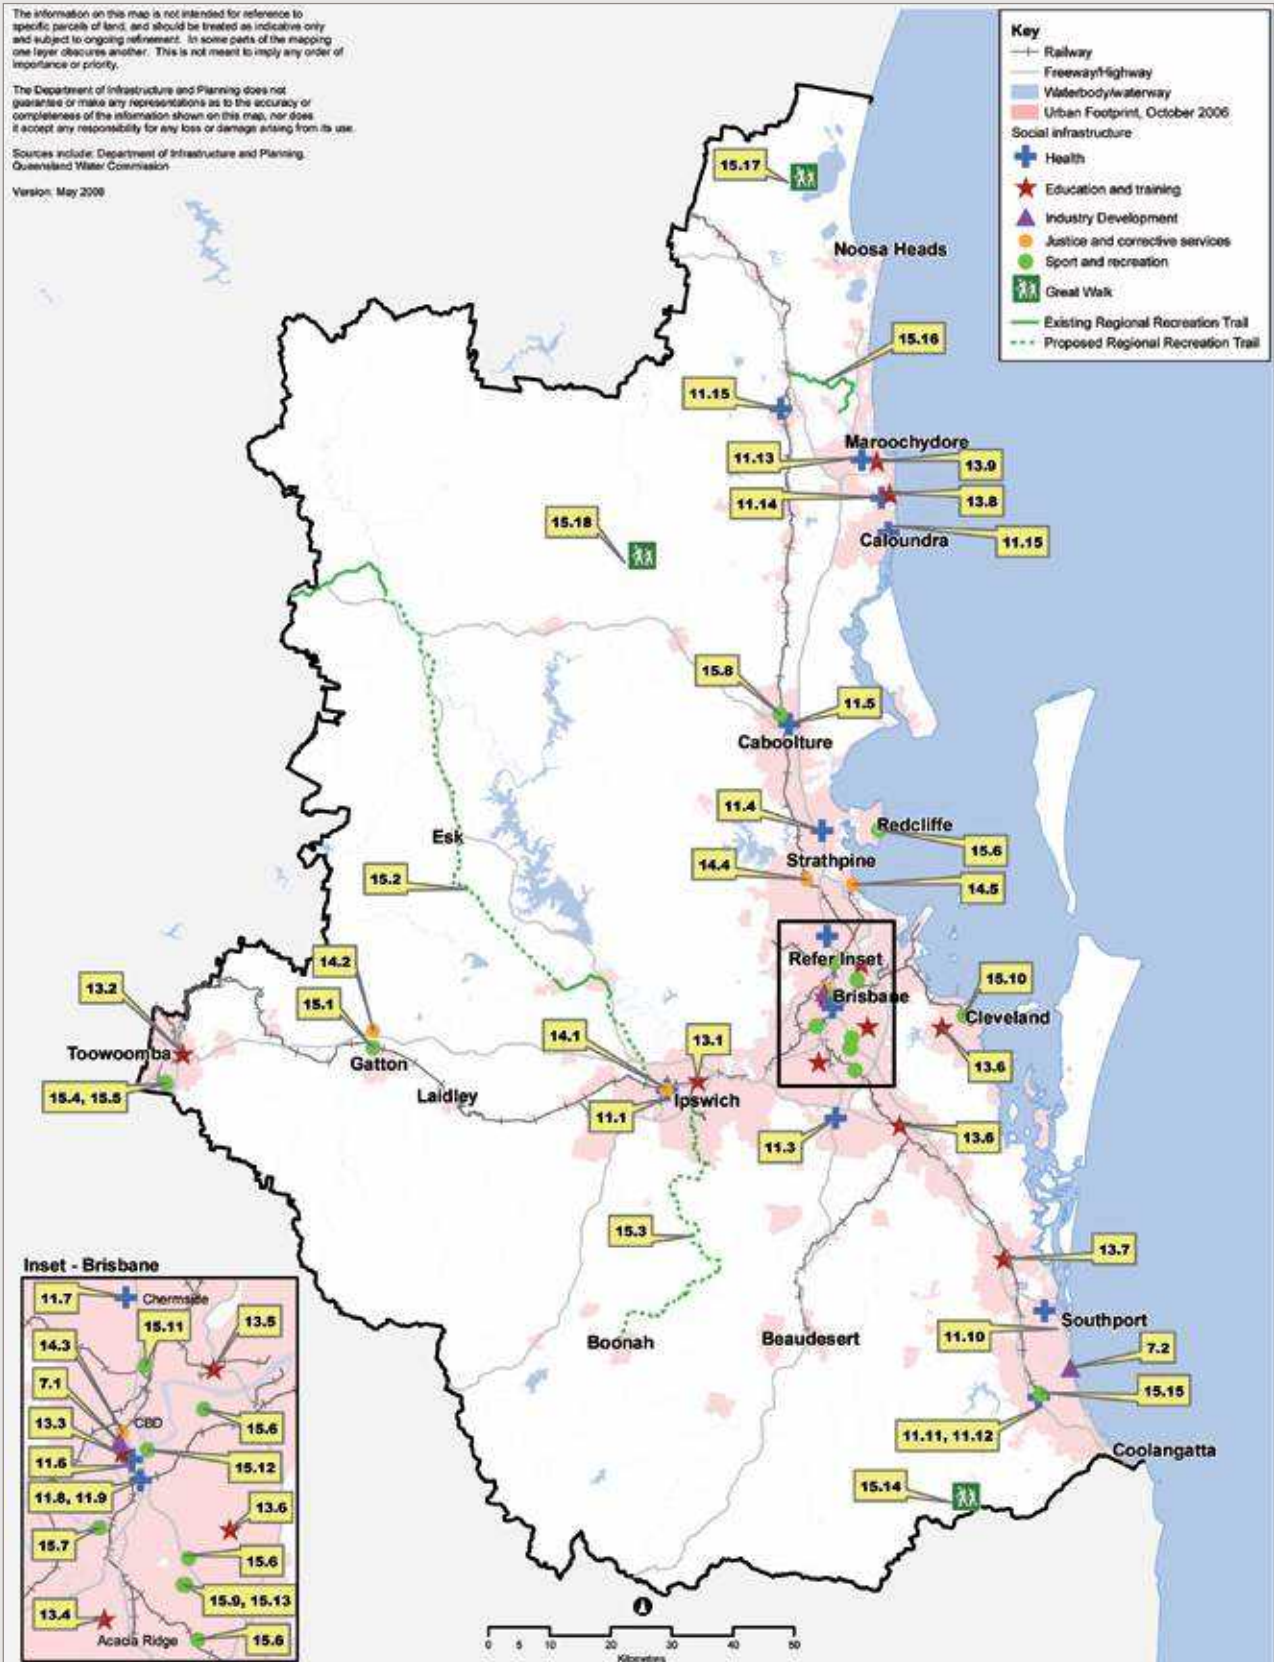 The information on this map is not intended for reference to
specific parcels of land, and should be treated as indicative only
and subject to ongoing refinement. In some parts of the mapping
one layer obscures another. This is not meant to imply any order of
importance or priority.
The Department of Infrastructure and Planning does not
guarantee or make any representations as to the accuracy or
completeness of the information shown on this map, nor does
it accept any responsibility for any loss or damage arising from its use.
Sources include: Department of Infrastructure and Planning,
Queensland Water Commission
Version: May 2008
Key
Railway
Freeway/Highway
Waterbody/waterway
Urban Footprint, October 2006
Social infrastructure
Health
Education and training
Industry Development
Justice and corrective services
Sport and recreation
Great Walk
Existing Regional Recreation Trail
Proposed Regional Recreation Trail
15.17
Noosa Heads
15.16
11.15
Maroochydore
11.13
13.9
11.14
13.8
15.18
Caloundra
11.15
15.8
11.5
Caboolture
11.4
Redcliffe
Esk
15.6
Strathpine
14.4
15.2
14.5
14.2
Refer Inset
13.2
15.10
15.1
Brisbane
Cleveland
14.1
13.1
Toowoomba
Gatton
13.6
15.4, 15.5
Laidley
Ipswich
11.1
11.3
13.6
15.3
13.7
Southport
11.10
Boonah
Beaudesert
7.2
15.15
11.11, 11.12
Coolangatta
15.14
Inset - Brisbane
11.7
Chermside
15.11
13.5
14.3
7.1
13.3
CBD
15.6
11.6
15.12
11.8, 11.9
13.6
15.7
15.6
15.9, 15.13
13.4
Acacia Ridge
15.6
0 5 10 20 30 40 50
Kilometres